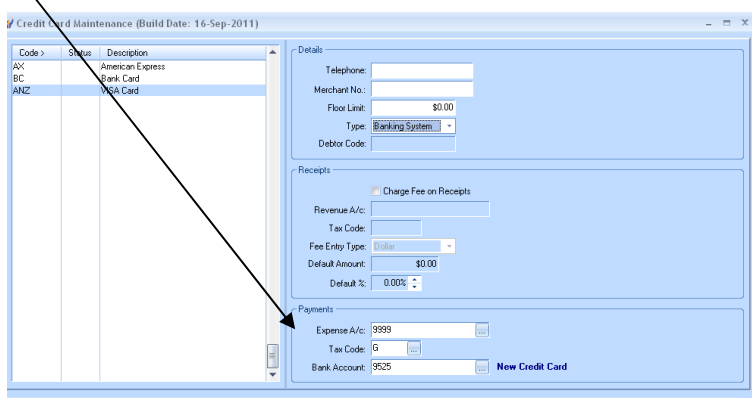 Credit Card Maintenance (Build Date: 16-Sep-2011)
Code > Status Description
AX American Express
BC Bank Card
ANZ VISA Card
Details
Telephone:
Merchant No.:
Floor Limit: $0.00
Type: Banking System
Debtor Code:
Receipts
Charge Fee on Receipts
Revenue A/c:
Tax Code:
Fee Entry Type: Dollar
Default Amount: $0.00
Default %: 0.00%
Payments
Expense A/c: 9999 ...
Tax Code: G ...
Bank Account: 9525 ... New Credit Card